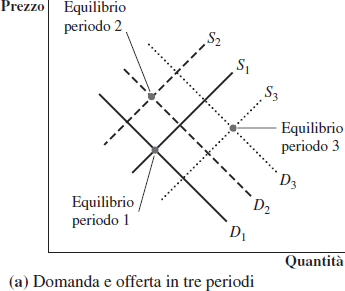 Prezzo
Equilibrio
periodo 2
S2
S1
S3
Equilibrio
periodo 3
D3
Equilibrio
periodo 1
D2
D1
Quantità
(a) Domanda e offerta in tre periodi